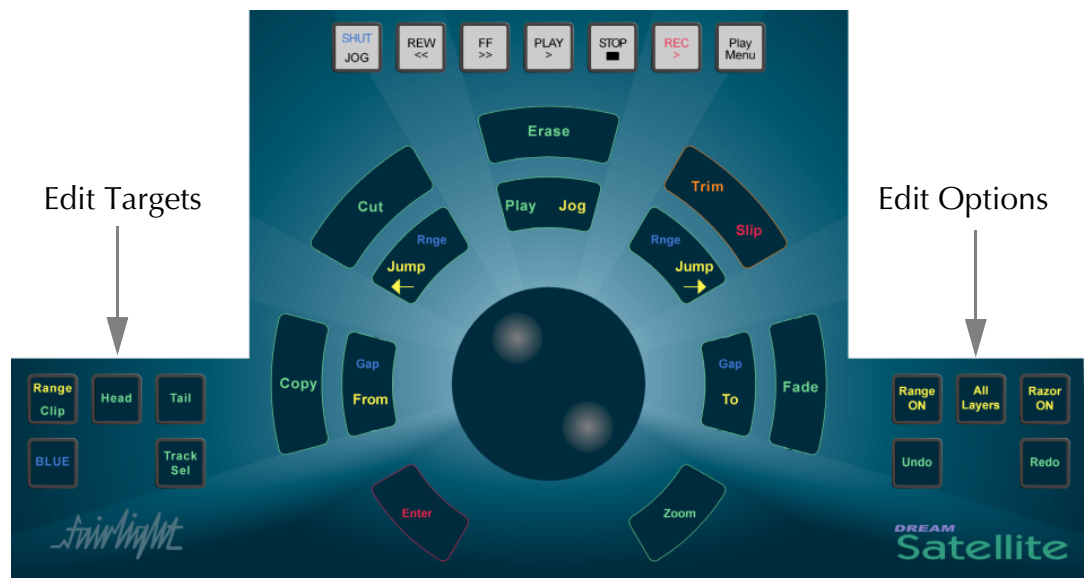 SHUT
JOG
REW
<<
FF
>>
PLAY
>
STOP
REC
>
Play
Menu
Erase
Play Jog
Cut
Rnge
Jump
Trim
Slip
Rnge
Jump
Edit Targets
Edit Options
Copy
Gap
From
Gap
To
Fade
Range
Clip
Head
Tail
BLUE
Track
Sel
Range
ON
All
Layers
Razor
ON
Undo
Redo
Enter
Zoom
fairlight
DREAM
Satellite